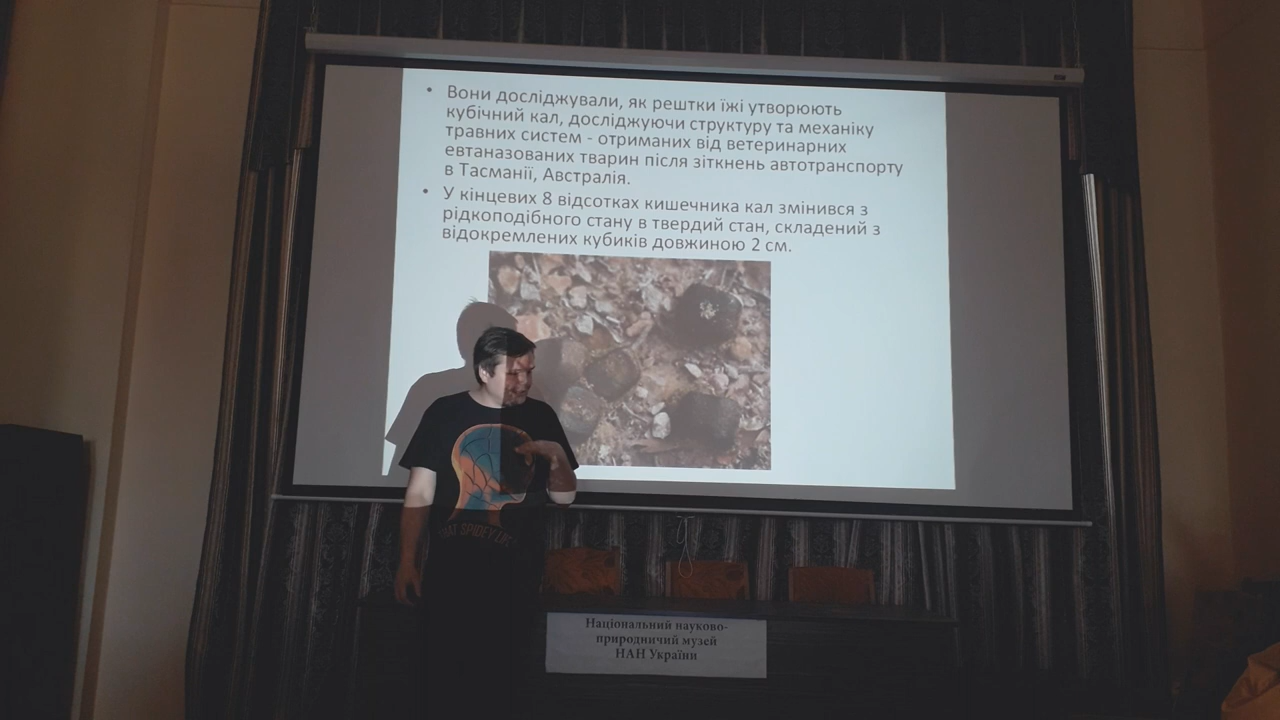 • Вони досліджували, як рештки їжі утворюють
кубічний кал, досліджуючи структуру та механіку
травних систем - отриманих від ветеринарних
евтаназованих тварин після зіткнень автотранспорту
в Тасманії, Австралія.
• У кінцевих 8 відсотках кишечника кал змінився з
рідкоподібного стану в твердий стан, складений з
відокремлених кубиків довжиною 2 см.
SPIDEY
Національний науково-
природничий музей
НАН України